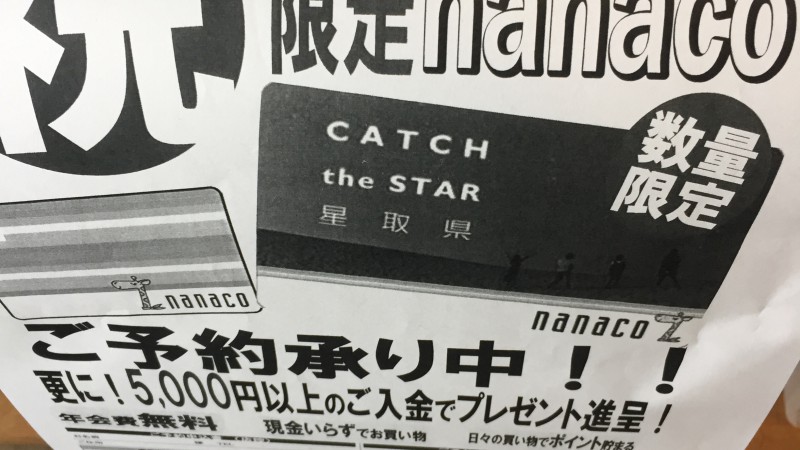 祝
限定nanaco
CATCH
the STAR
星取県
数量
限定
nanaco
nanaco
ご予約承り中！！
更に！5,000円以上のご入金でプレゼント進呈！
年会費無料
現金いらずでお買い物
日々の買い物でポイント貯まる